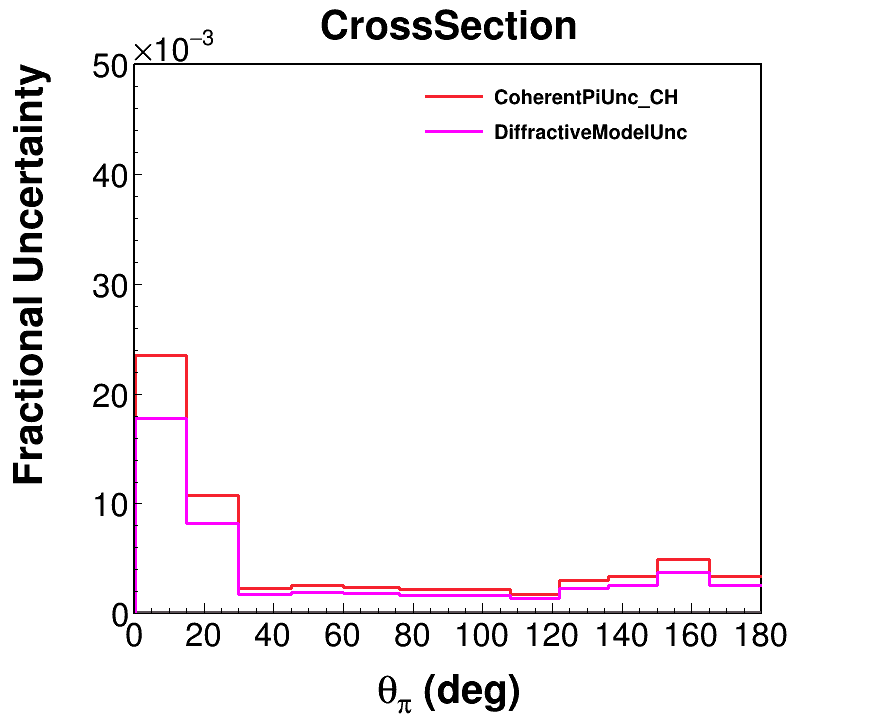 CrossSection
×10⁻³
Fractional Uncertainty
50
40
30
20
10
0
CoherentPiUnc_CH
DiffractiveModelUnc
0 20 40 60 80 100 120 140 160 180
θπ (deg)